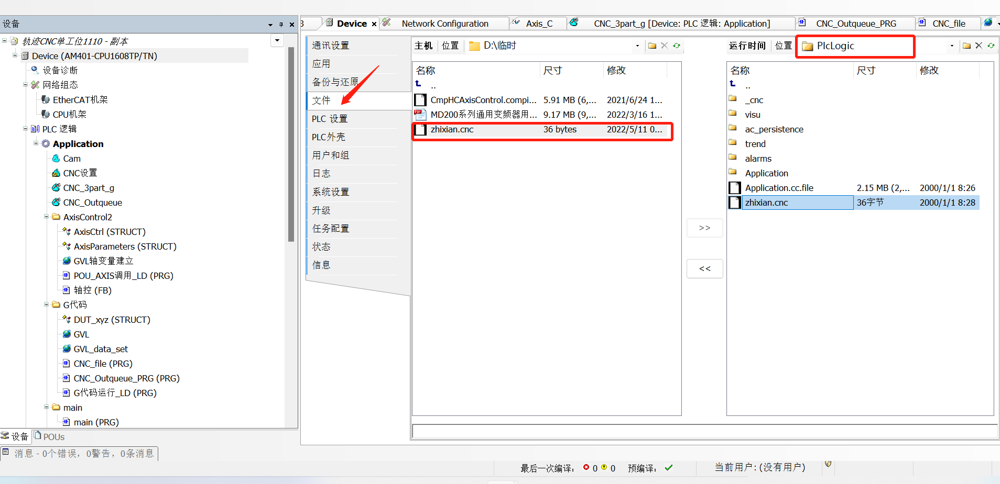 设备
轨迹CNC单工位1110 - 副本
Device (AM401-CPU1608TP/TN)
设备诊断
网络组态
EtherCAT机架
CPU机架
PLC 逻辑
Application
Cam
CNC设置
CNC_3part_g
CNC_Outqueue
AxisControl2
AxisCtrl (STRUCT)
AxisParameters (STRUCT)
GVL轴变量建立
POU_AXIS调用_LD (PRG)
轴控 (FB)
G代码
DUT_xyz (STRUCT)
GVL
GVL_data_set
CNC_file (PRG)
CNC_Outqueue_PRG (PRG)
G代码运行_LD (PRG)
main
main (PRG)
设备 POUs
消息 - 0个错误，0警告，0条消息
Device Network Configuration Axis_C CNC_3part_g [Device: PLC 逻辑: Application] CNC_Outqueue_PRG CNC_file
通讯设置
应用
备份与还原
文件
PLC 设置
PLC外壳
用户和组
日志
系统设置
升级
任务配置
状态
信息
主机 位置 D:\临时
名称 尺寸 修改
..
CmpHCAxisControl.compi... 5.91 MB (6,... 2021/6/24 1...
PDF MD200系列通用变频器用... 9.17 MB (9,... 2022/3/16 1...
zhixian.cnc 36 bytes 2022/5/11 0...
>>
<<
运行时间 位置 PlcLogic
名称 尺寸 修改
..
_cnc
visu
ac_persistence
trend
alarms
Application
Application.cc.file 2.15 MB (2,... 2000/1/1 8:26
zhixian.cnc 36字节 2000/1/1 8:28
最后一次编译： 0 0 预编译： 当前用户: (没有用户)